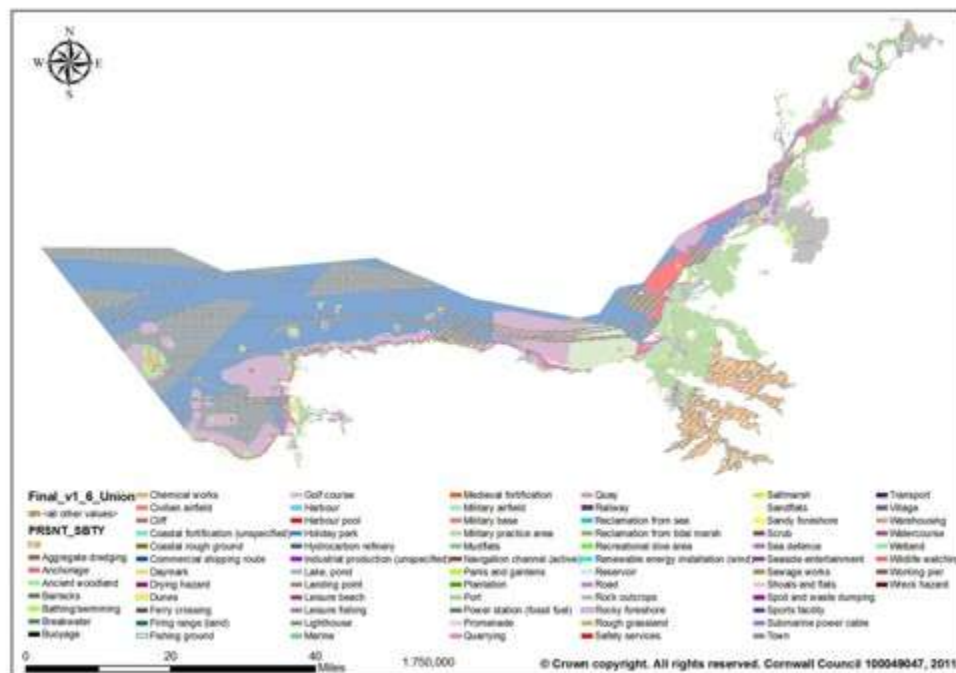 N
W E
S
Final_v1_6_Union
<all other values>
PRSNT_SBTY
Aggregate dredging
Anchorage
Ancient woodland
Barracks
Bathing/swimming
Breakwater
Buoyage
Chemical works
Civilian airfield
Cliff
Coastal fortification (unspecified)
Coastal rough ground
Commercial shipping route
Daymark
Drying hazard
Dunes
Ferry crossing
Firing range (land)
Fishing ground
Golf course
Harbour
Harbour pool
Holiday park
Hydrocarbon refinery
Industrial production (unspecified)
Lake, pond
Landing point
Leisure beach
Leisure fishing
Lighthouse
Marina
Medieval fortification
Military airfield
Military base
Military practice area
Mudflats
Navigation channel (active)
Parks and gardens
Plantation
Port
Power station (fossil fuel)
Promenade
Quarrying
Quay
Railway
Reclamation from sea
Reclamation from tidal marsh
Recreational dive area
Renewable energy installation (wind)
Reservoir
Road
Rock outcrops
Rocky foreshore
Rough grassland
Safety services
Saltmarsh
Sandflats
Sandy foreshore
Scrub
Sea defence
Seaside entertainment
Sewage works
Shoals and flats
Spoil and waste dumping
Sports facility
Submarine power cable
Town
Transport
Village
Warehousing
Watercourse
Wetland
Wildlife watching
Working pier
Wreck hazard
0 20 40
Miles
1:750,000
© Crown copyright. All rights reserved. Cornwall Council 100049047, 2011